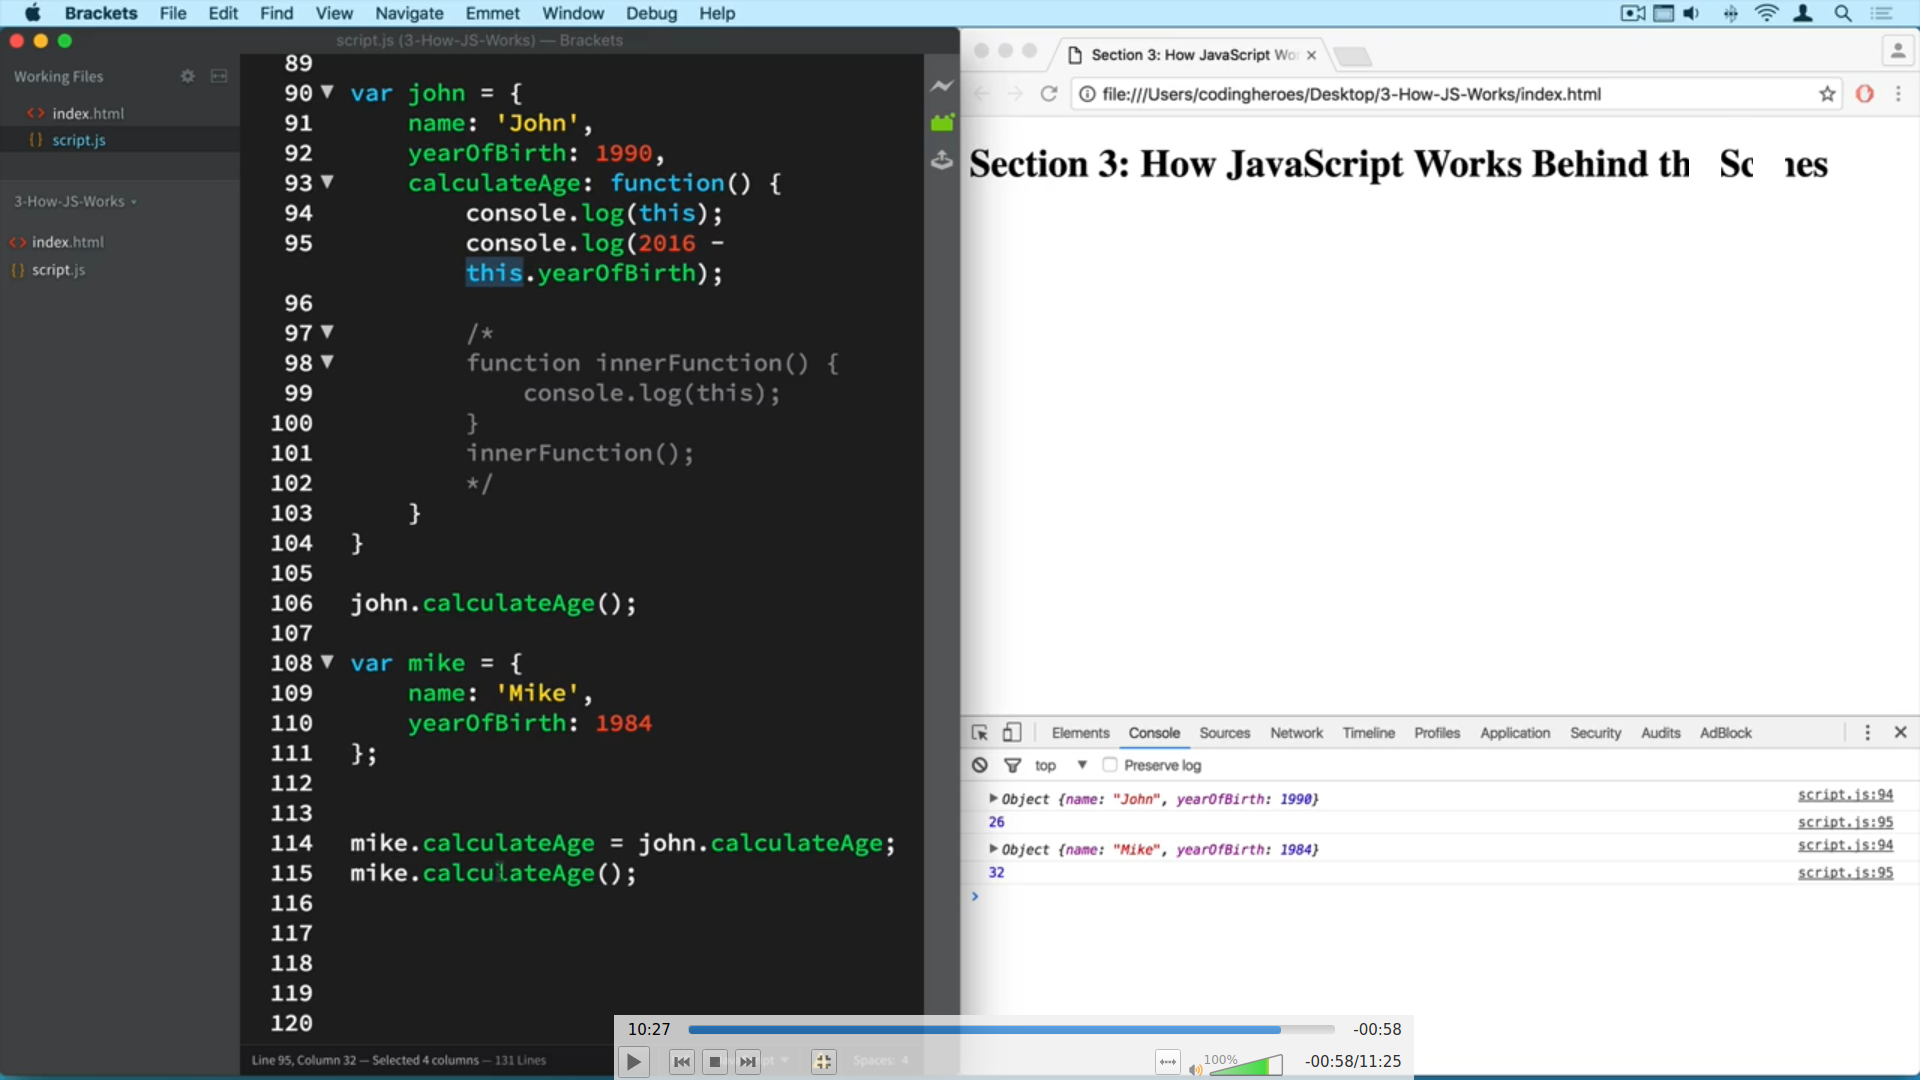 Brackets File Edit Find View Navigate Emmet Window Debug Help
script.js (3-How-JS-Works) — Brackets
Working Files
index.html
script.js
3-How-JS-Works
index.html
script.js
89
90 var john = {
91 name: 'John',
92 yearOfBirth: 1990,
93 calculateAge: function() {
94 console.log(this);
95 console.log(2016 -
this.yearOfBirth);
96
97 /*
98 function innerFunction() {
99 console.log(this);
100 }
101 innerFunction();
102 */
103 }
104 }
105
106 john.calculateAge();
107
108 var mike = {
109 name: 'Mike',
110 yearOfBirth: 1984
111 };
112
113
114 mike.calculateAge = john.calculateAge;
115 mike.calculateAge();
116
117
118
119
120
Line 95, Column 32 — Selected 4 columns — 131 Lines
Spaces: 4
Section 3: How JavaScript Wo
file:///Users/codingheroes/Desktop/3-How-JS-Works/index.html
Section 3: How JavaScript Works Behind th Sc nes
Elements Console Sources Network Timeline Profiles Application Security Audits AdBlock
top Preserve log
Object {name: "John", yearOfBirth: 1990} script.js:94
26 script.js:95
Object {name: "Mike", yearOfBirth: 1984} script.js:94
32 script.js:95
10:27 -00:58
100% -00:58/11:25